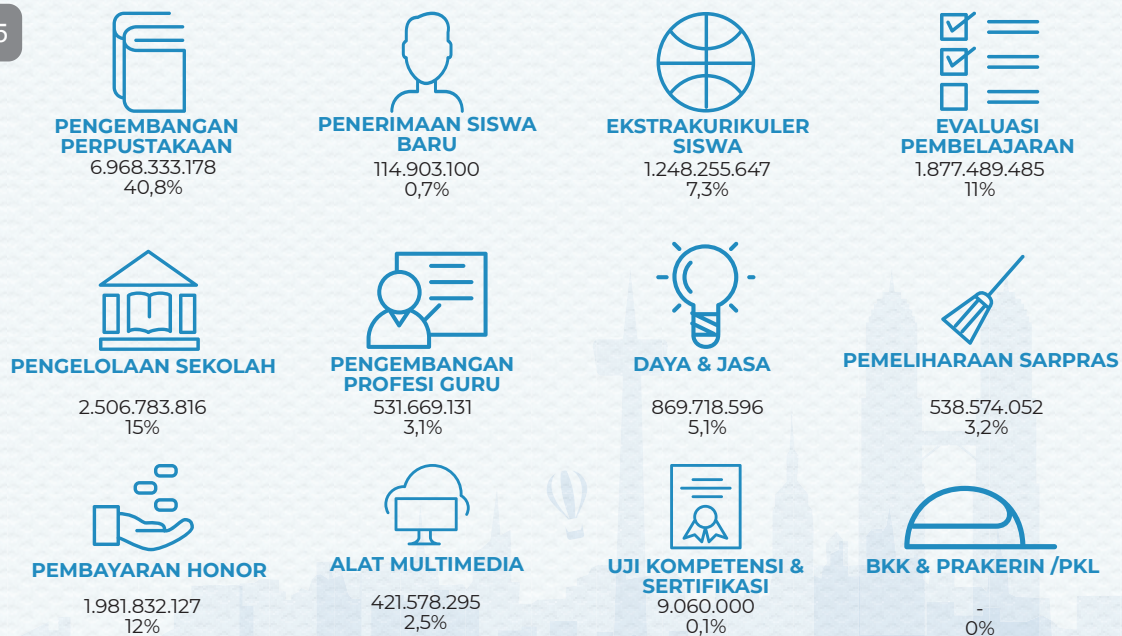 5
PENGEMBANGAN
PERPUSTAKAAN
6.968.333.178
40,8%
PENERIMAAN SISWA
BARU
114.903.100
0,7%
EKSTRAKURIKULER
SISWA
1.248.255.647
7,3%
EVALUASI
PEMBELAJARAN
1.877.489.485
11%
PENGELOLAAN SEKOLAH
2.506.783.816
15%
PENGEMBANGAN
PROFESI GURU
531.669.131
3,1%
DAYA & JASA
869.718.596
5,1%
PEMELIHARAAN SARPRAS
538.574.052
3,2%
PEMBAYARAN HONOR
1.981.832.127
12%
ALAT MULTIMEDIA
421.578.295
2,5%
UJI KOMPETENSI &
SERTIFIKASI
9.060.000
0,1%
BKK & PRAKERIN /PKL
-
0%